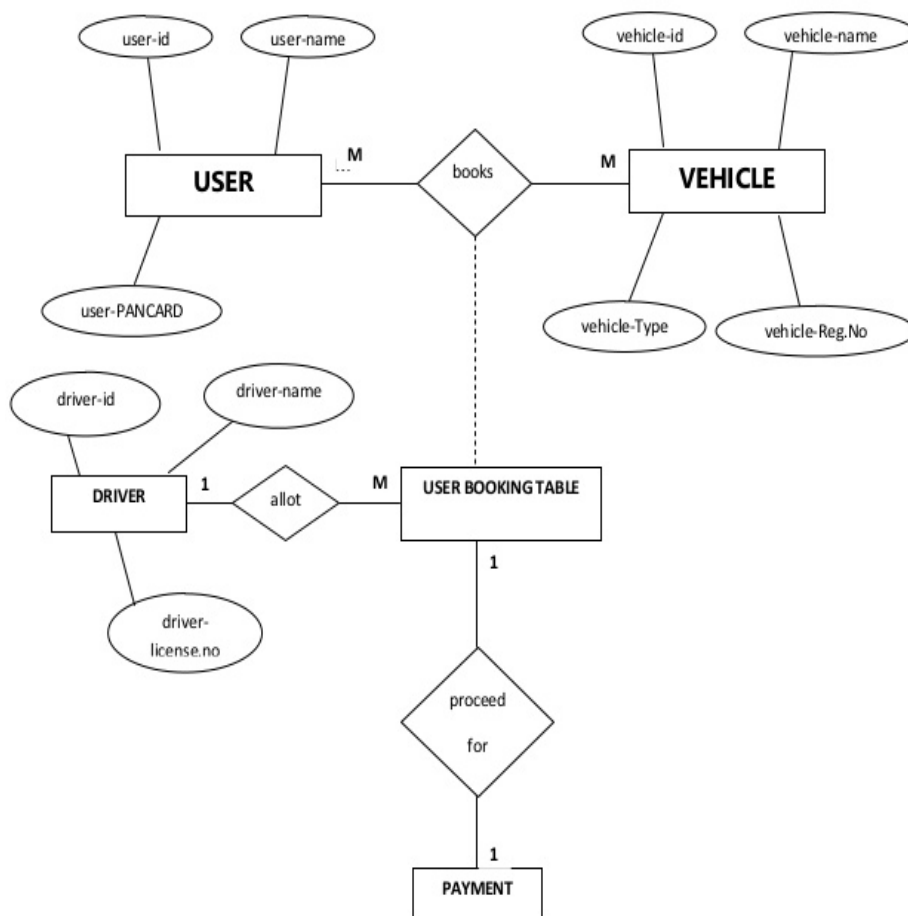 user-id
user-name
vehicle-id
vehicle-name
M
M
USER
books
VEHICLE
user-PANCARD
vehicle-Type
vehicle-Reg.No
driver-id
driver-name
DRIVER
1
allot
M
USER BOOKING TABLE
1
driver-
license.no
proceed
for
1
PAYMENT